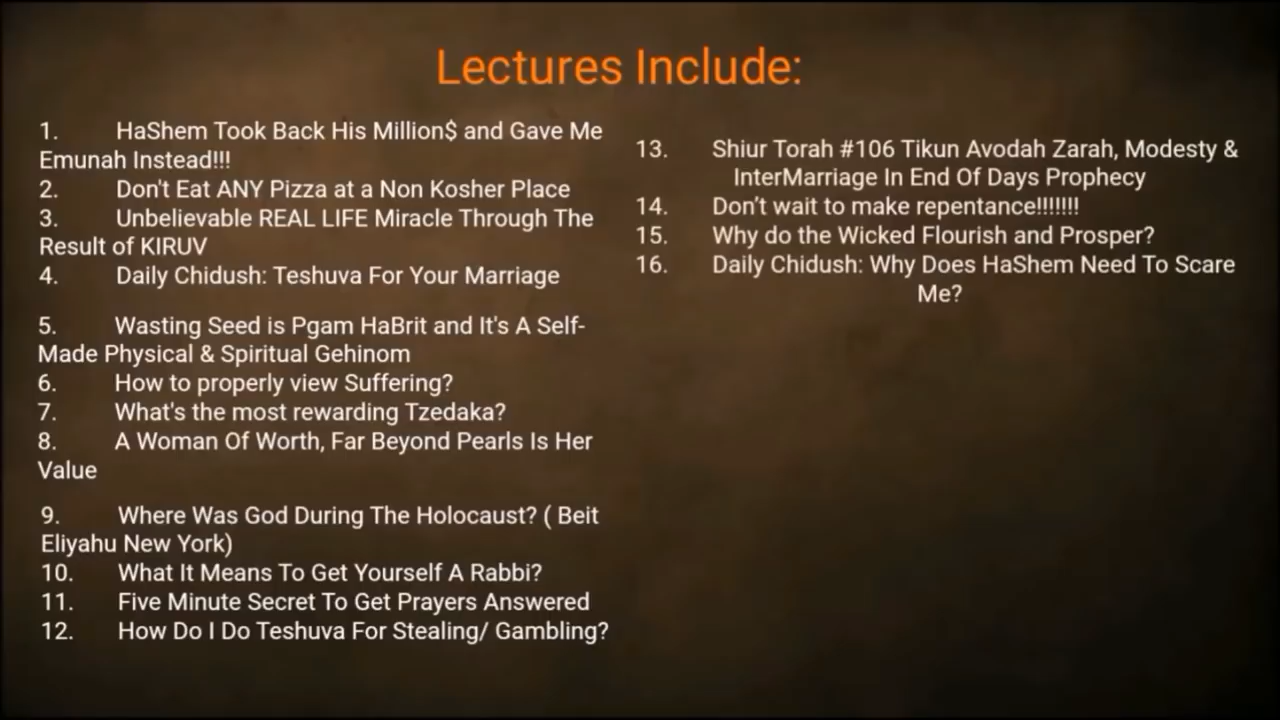 Lectures Include:
1. HaShem Took Back His Million$ and Gave Me
Emunah Instead!!!
2. Don't Eat ANY Pizza at a Non Kosher Place
3. Unbelievable REAL LIFE Miracle Through The
Result of KIRUV
4. Daily Chidush: Teshuva For Your Marriage
5. Wasting Seed is Pgam HaBrit and It's A Self-
Made Physical & Spiritual Gehinom
6. How to properly view Suffering?
7. What's the most rewarding Tzedaka?
8. A Woman Of Worth, Far Beyond Pearls Is Her
Value
9. Where Was God During The Holocaust? ( Beit
Eliyahu New York)
10. What It Means To Get Yourself A Rabbi?
11. Five Minute Secret To Get Prayers Answered
12. How Do I Do Teshuva For Stealing/ Gambling?
13. Shiur Torah #106 Tikun Avodah Zarah, Modesty &
InterMarriage In End Of Days Prophecy
14. Don’t wait to make repentance!!!!!!!
15. Why do the Wicked Flourish and Prosper?
16. Daily Chidush: Why Does HaShem Need To Scare
Me?